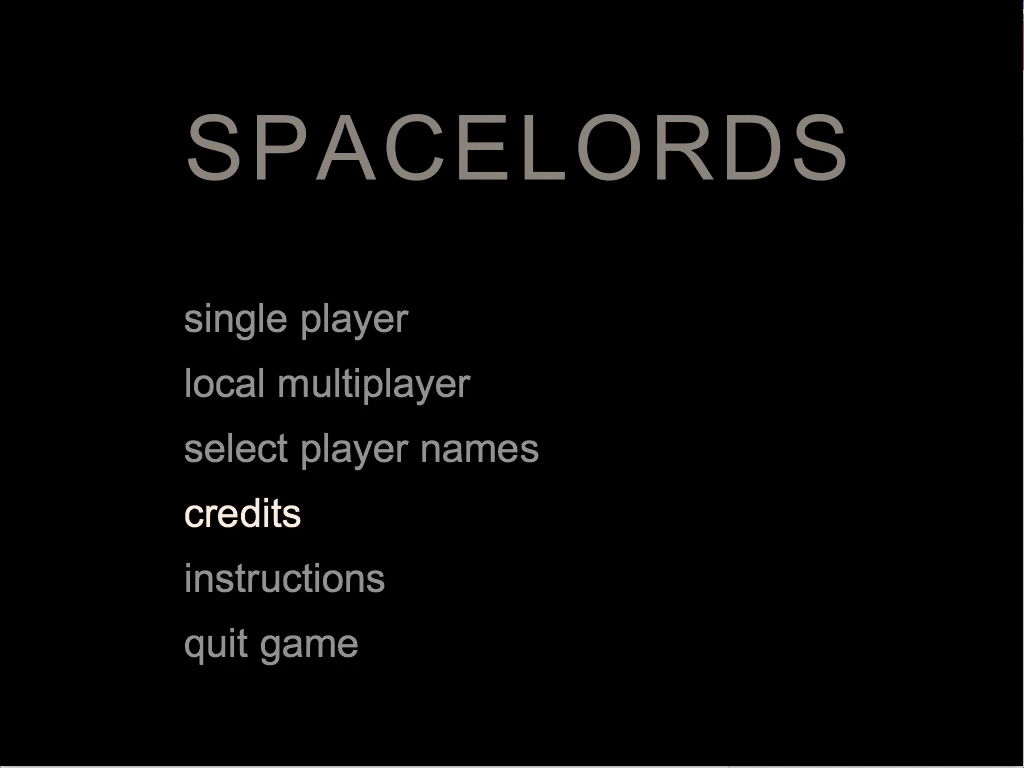 SPACELORDS
single player
local multiplayer
select player names
credits
instructions
quit game